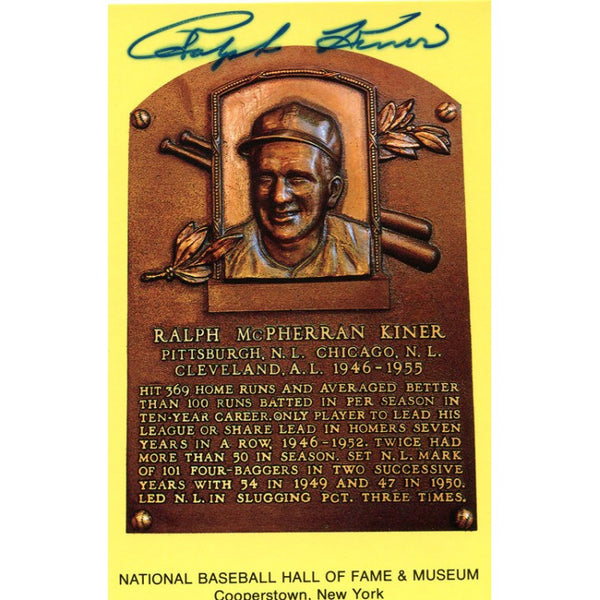 Ralph Kiner
RALPH McPHERRAN KINER
PITTSBURGH, N. L. CHICAGO, N. L.
CLEVELAND, A. L. 1946-1955
HIT 369 HOME RUNS AND AVERAGED BETTER
THAN 100 RUNS BATTED IN PER SEASON IN
TEN-YEAR CAREER. ONLY PLAYER TO LEAD HIS
LEAGUE OR SHARE LEAD IN HOMERS SEVEN
YEARS IN A ROW, 1946-1952. TWICE HAD
MORE THAN 50 IN SEASON. SET N.L. MARK
OF 101 FOUR-BAGGERS IN TWO SUCCESSIVE
YEARS WITH 54 IN 1949 AND 47 IN 1950.
LED N.L. IN SLUGGING PCT. THREE TIMES.
NATIONAL BASEBALL HALL OF FAME & MUSEUM
Cooperstown, New York